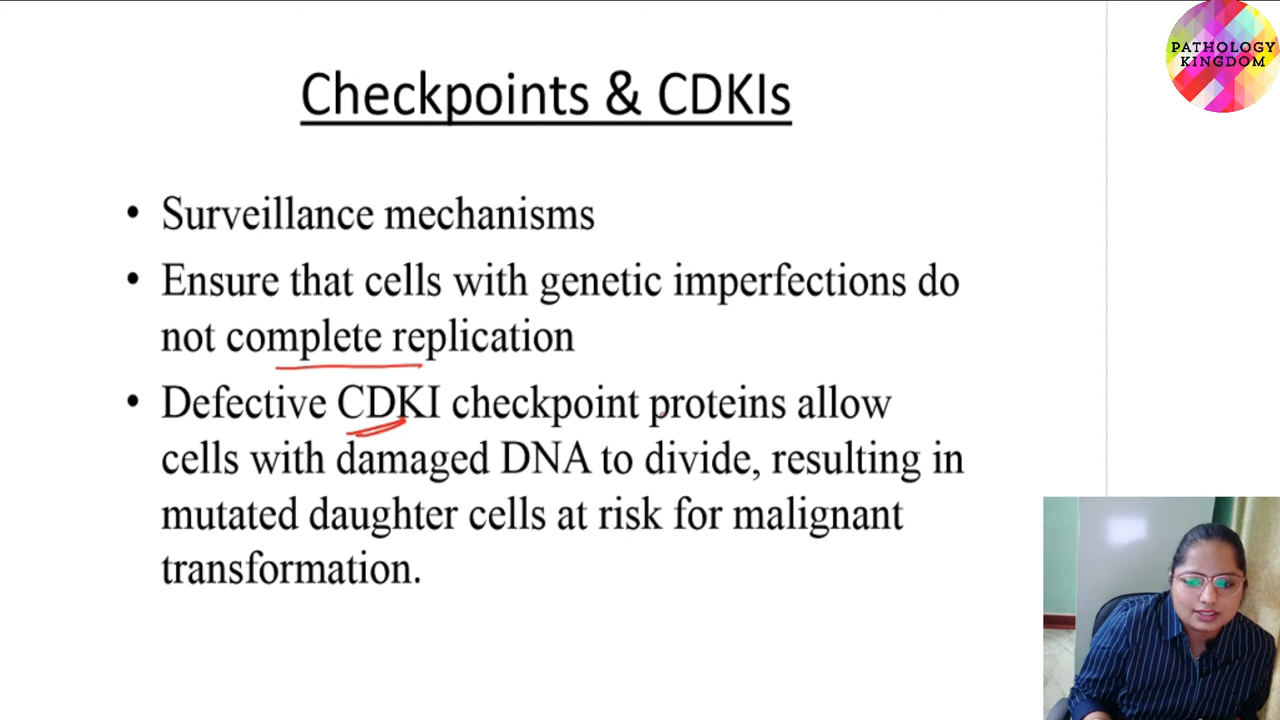 PATHOLOGY
KINGDOM
Checkpoints & CDKIs
• Surveillance mechanisms
• Ensure that cells with genetic imperfections do
not complete replication
• Defective CDKI checkpoint proteins allow
cells with damaged DNA to divide, resulting in
mutated daughter cells at risk for malignant
transformation.